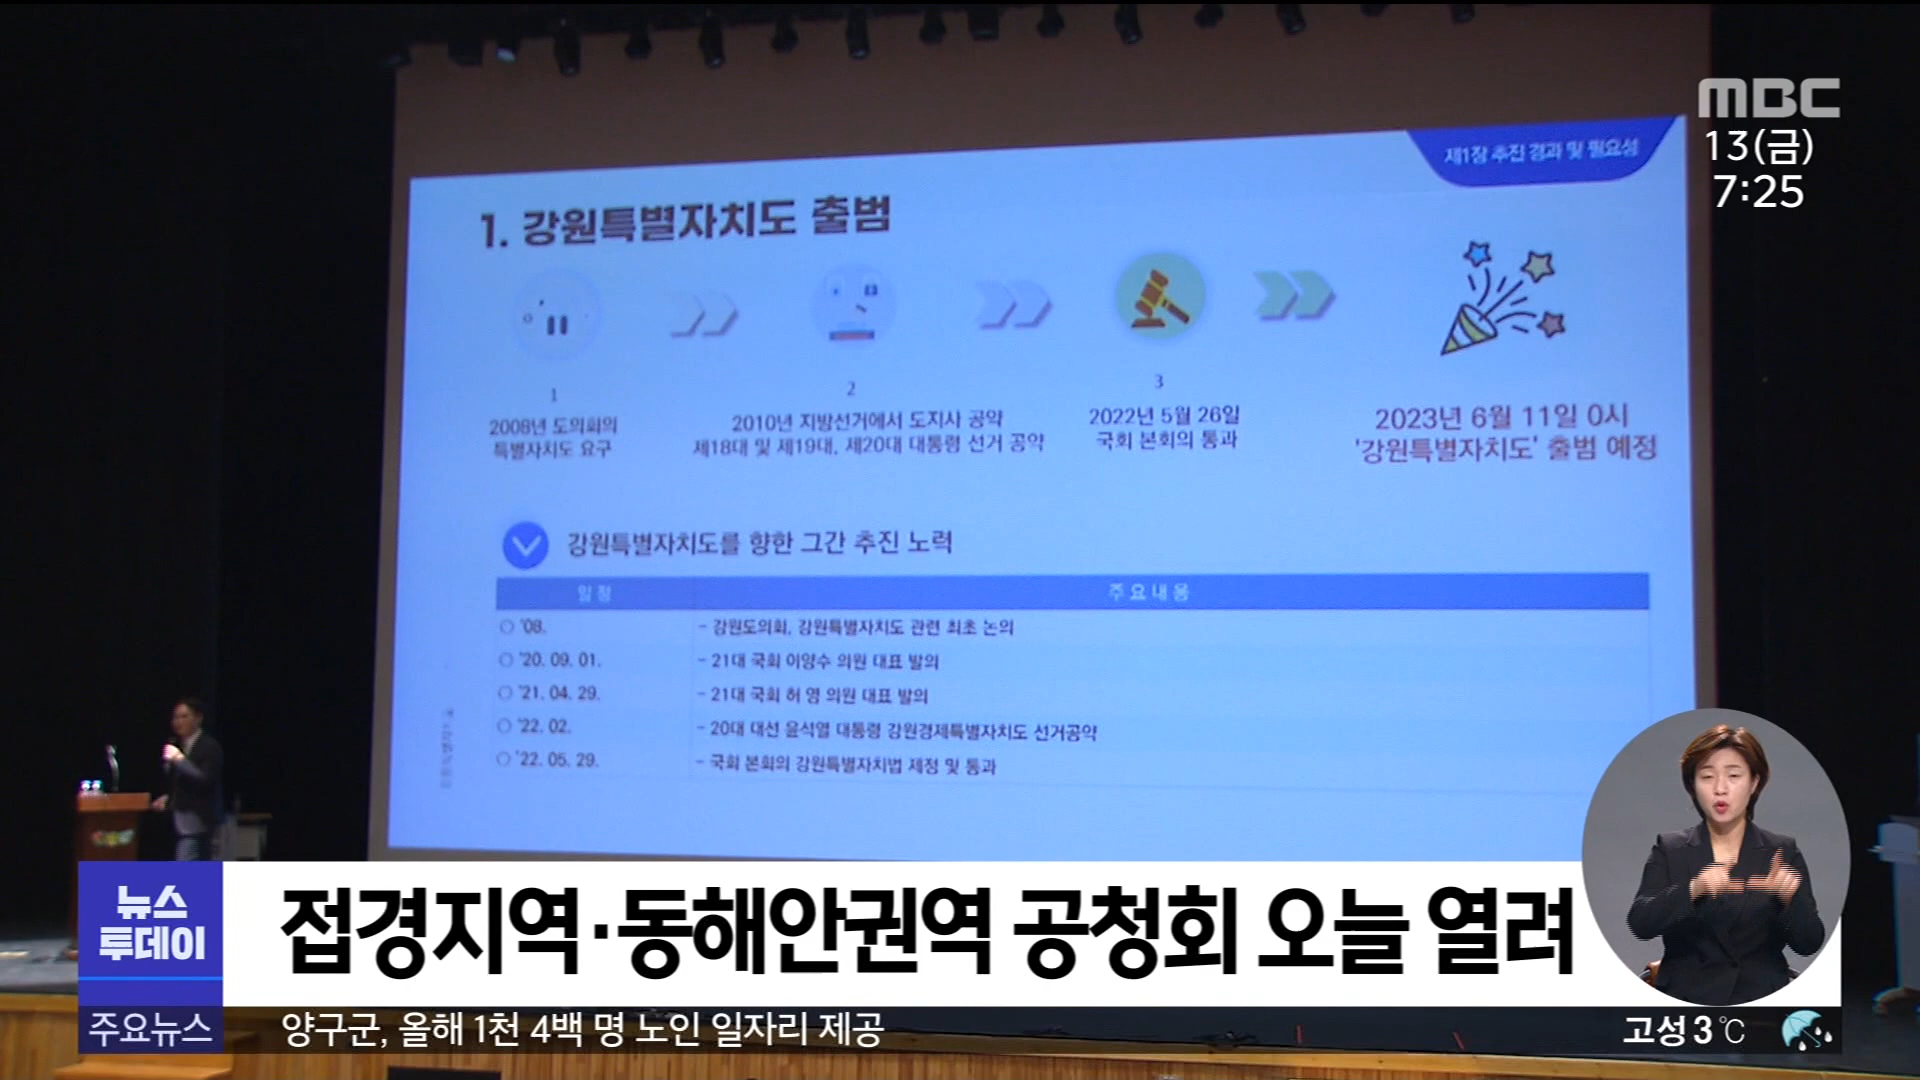 MBC
13(금)
7:25
제1장 추진 경과 및 필요성
1. 강원특별자치도 출범
1
2008년 도의회의
특별자치도 요구
2
2010년 지방선거에서 도지사 공약
제18대 및 제19대, 제20대 대통령 선거 공약
3
2022년 5월 26일
국회 본회의 통과
2023년 6월 11일 0시
'강원특별자치도' 출범 예정
강원특별자치도를 향한 그간 추진 노력
일 정 주 요 내 용
○ '08. - 강원도의회, 강원특별자치도 관련 최초 논의
○ '20. 09. 01. - 21대 국회 이양수 의원 대표 발의
○ '21. 04. 29. - 21대 국회 허 영 의원 대표 발의
○ '22. 02. - 20대 대선 윤석열 대통령 강원경제특별자치도 선거공약
○ '22. 05. 29. - 국회 본회의 강원특별자치법 제정 및 통과
뉴스
투데이
접경지역·동해안권역 공청회 오늘 열려
주요뉴스 양구군, 올해 1천 4백 명 노인 일자리 제공
고성 3℃